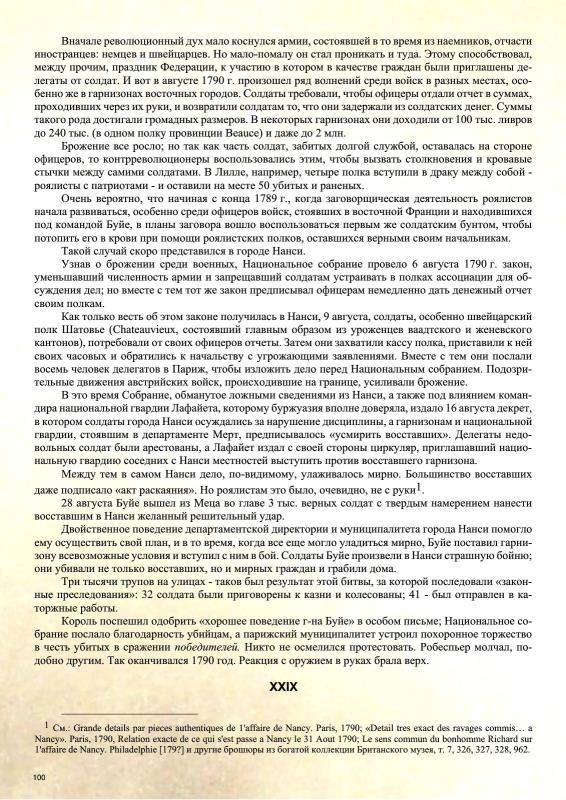 Вначале революционный дух мало коснулся армии, состоявшей в то время из наемников, отчасти
иностранцев: немцев и швейцарцев. Но мало-помалу он стал проникать и туда. Этому способствовал,
между прочим, праздник Федерации, к участию в котором в качестве граждан были приглашены де-
легаты от солдат. И вот в августе 1790 г. произошел ряд волнений среди войск в разных местах, осо-
бенно же в гарнизонах восточных городов. Солдаты требовали, чтобы офицеры отдали отчет в суммах,
проходивших через их руки, и возвратили солдатам то, что они задержали из солдатских денег. Суммы
такого рода достигали громадных размеров. В некоторых гарнизонах они доходили от 100 тыс. ливров
до 240 тыс. (в одном полку провинции Beauce) и даже до 2 млн.
Брожение все росло; но так как часть солдат, забитых долгой службой, оставалась на стороне
офицеров, то контрреволюционеры воспользовались этим, чтобы вызвать столкновения и кровавые
стычки между самими солдатами. В Лилле, например, четыре полка вступили в драку между собой -
роялисты с патриотами - и оставили на месте 50 убитых и раненых.
Очень вероятно, что начиная с конца 1789 г., когда заговорщическая деятельность роялистов
начала развиваться, особенно среди офицеров войск, стоявших в восточной Франции и находившихся
под командой Буйе, в планы заговора вошло воспользоваться первым же солдатским бунтом, чтобы
потопить его в крови при помощи роялистских полков, оставшихся верными своим начальникам.
Такой случай скоро представился в городе Нанси.
Узнав о брожении среди военных, Национальное собрание провело 6 августа 1790 г. закон,
уменьшавший численность армии и запрещавший солдатам устраивать в полках ассоциации для об-
суждения дел; но вместе с тем тот же закон предписывал офицерам немедленно дать денежный отчет
своим полкам.
Как только весть об этом законе получилась в Нанси, 9 августа, солдаты, особенно швейцарский
полк Шатовье (Chateauvieux, состоявший главным образом из уроженцев ваадтского и женевского
кантонов), потребовали от своих офицеров отчеты. Затем они захватили кассу полка, приставили к ней
своих часовых и обратились к начальству с угрожающими заявлениями. Вместе с тем они послали
восемь человек делегатов в Париж, чтобы изложить дело перед Национальным собранием. Подозри-
тельные движения австрийских войск, происходившие на границе, усиливали брожение.
В это время Собрание, обманутое ложными сведениями из Нанси, а также под влиянием коман-
дира национальной гвардии Лафайета, которому буржуазия вполне доверяла, издало 16 августа декрет,
в котором солдаты города Нанси осуждались за нарушение дисциплины, а гарнизонам и национальной
гвардии, стоявшим в департаменте Мерт, предписывалось «усмирить восставших». Делегаты недо-
вольных солдат были арестованы, а Лафайет издал с своей стороны циркуляр, приглашавший нацио-
нальную гвардию соседних с Нанси местностей выступить против восставшего гарнизона.
Между тем в самом Нанси дело, по-видимому, улаживалось мирно. Большинство восставших
даже подписало «акт раскаяния». Но роялистам это было, очевидно, не с руки1.
28 августа Буйе вышел из Меца во главе 3 тыс. верных солдат с твердым намерением нанести
восставшим в Нанси желанный решительный удар.
Двойственное поведение департаментской директории и муниципалитета города Нанси помогло
ему осуществить свой план, и в то время, когда все еще могло уладиться мирно, Буйе поставил гарни-
зону всевозможные условия и вступил с ним в бой. Солдаты Буйе произвели в Нанси страшную бойню;
они убивали не только восставших, но и мирных граждан и грабили дома.
Три тысячи трупов на улицах - таков был результат этой битвы, за которой последовали «закон-
ные преследования»: 32 солдата были приговорены к казни и колесованы; 41 - был отправлен в ка-
торжные работы.
Король поспешил одобрить «хорошее поведение г-на Буйе» в особом письме; Национальное со-
брание послало благодарность убийцам, а парижский муниципалитет устроил похоронное торжество
в честь убитых в сражении победителей. Никто не осмелился протестовать. Робеспьер молчал, по-
добно другим. Так оканчивался 1790 год. Реакция с оружием в руках брала верх.
XXIX
1 См.: Grande details par pieces authentiques de 1'affaire de Nancy. Paris, 1790; «Detail tres exact des ravages commis… a
Nancy». Paris, 1790, Relation exacte de ce qui s'est passe a Nancy le 31 Aout 1790; Le sens commun du bonhomme Richard sur
1'affaire de Nancy. Philadelphie [179?] и другие брошюры из богатой коллекции Британского музея, т. 7, 326, 327, 328, 962.
100